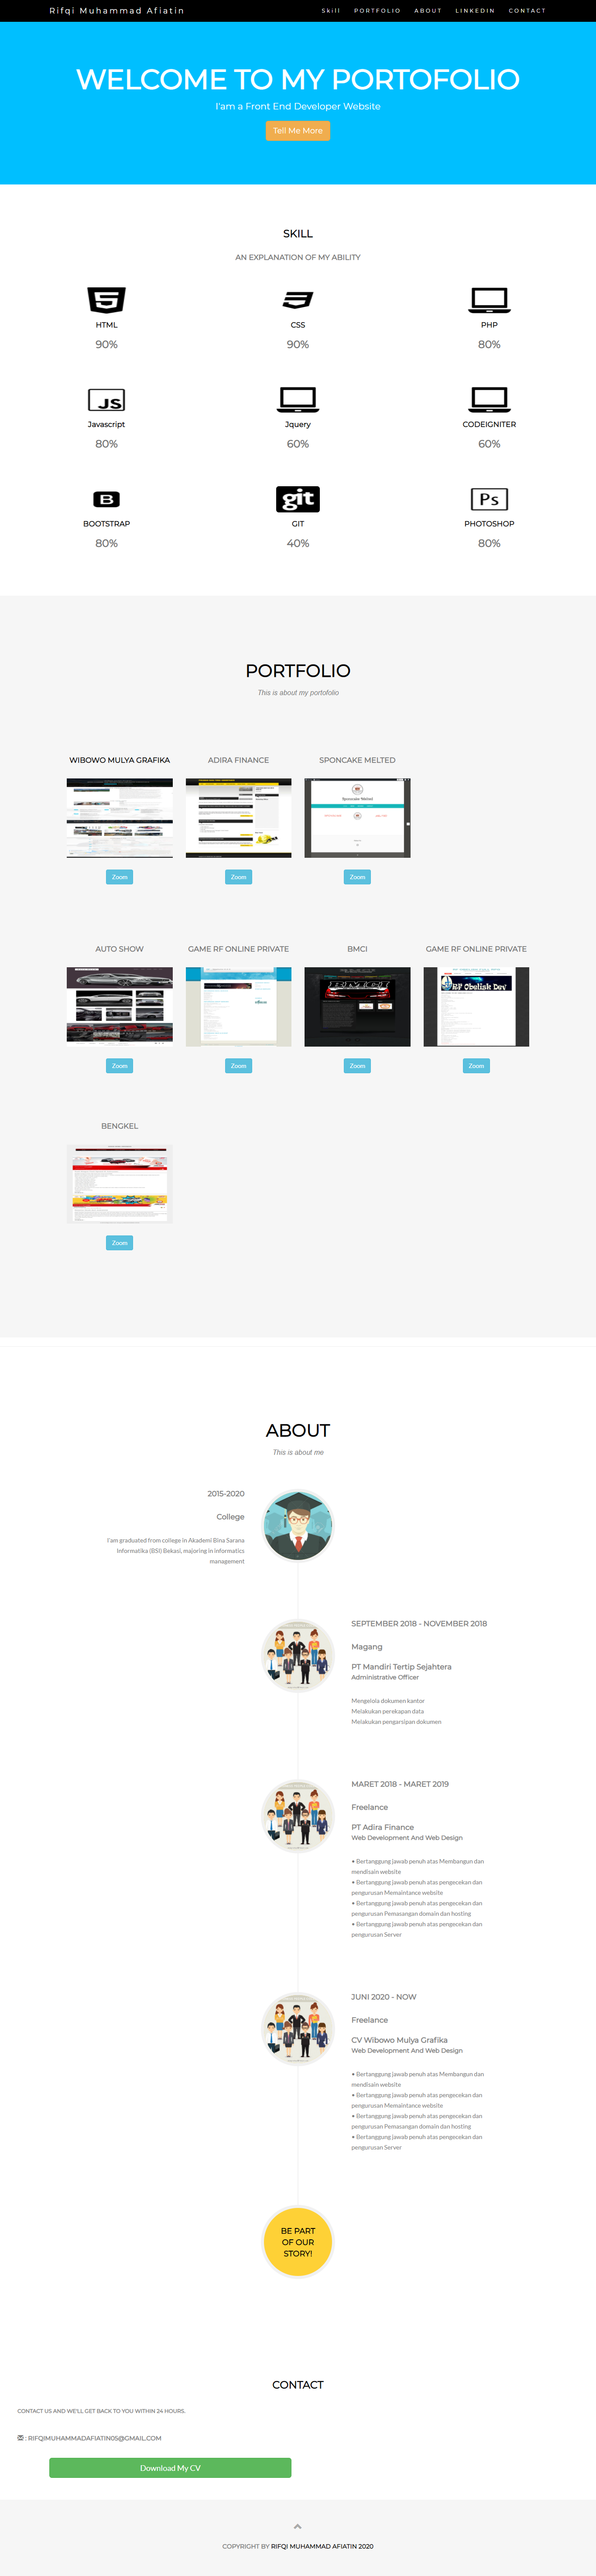 Rifqi Muhammad Afiatin
Skill PORTFOLIO ABOUT LINKEDIN CONTACT
WELCOME TO MY PORTOFOLIO
I'am a Front End Developer Website
Tell Me More
SKILL
AN EXPLANATION OF MY ABILITY
HTML
90%
CSS
90%
PHP
80%
JS
Javascript
80%
Jquery
60%
CODEIGNITER
60%
B
BOOTSTRAP
80%
git
GIT
40%
Ps
PHOTOSHOP
80%
PORTFOLIO
This is about my portofolio
WIBOWO MULYA GRAFIKA
Zoom
ADIRA FINANCE
Zoom
SPONCAKE MELTED
Zoom
AUTO SHOW
Zoom
GAME RF ONLINE PRIVATE
Zoom
BMCI
Zoom
GAME RF ONLINE PRIVATE
RF Obelisk Dev
Zoom
BENGKEL
Zoom
ABOUT
This is about me
2015-2020
College
I'am graduated from college in Akademi Bina Sarana
Informatika (BSI) Bekasi, majoring in informatics
management
SEPTEMBER 2018 - NOVEMBER 2018
Magang
PT Mandiri Tertip Sejahtera
Administrative Officer
Mengelola dokumen kantor
Melakukan perekapan data
Melakukan pengarsipan dokumen
MARET 2018 - MARET 2019
Freelance
PT Adira Finance
Web Development And Web Design
• Bertanggung jawab penuh atas Membangun dan
mendisain website
• Bertanggung jawab penuh atas pengecekan dan
pengurusan Memaintance website
• Bertanggung jawab penuh atas pengecekan dan
pengurusan Pemasangan domain dan hosting
• Bertanggung jawab penuh atas pengecekan dan
pengurusan Server
JUNI 2020 - NOW
Freelance
CV Wibowo Mulya Grafika
Web Development And Web Design
• Bertanggung jawab penuh atas Membangun dan
mendisain website
• Bertanggung jawab penuh atas pengecekan dan
pengurusan Memaintance website
• Bertanggung jawab penuh atas pengecekan dan
pengurusan Pemasangan domain dan hosting
• Bertanggung jawab penuh atas pengecekan dan
pengurusan Server
BE PART
OF OUR
STORY!
CONTACT
CONTACT US AND WE'LL GET BACK TO YOU WITHIN 24 HOURS.
: RIFQIMUHAMMADAFIATIN05@GMAIL.COM
Download My CV
COPYRIGHT BY RIFQI MUHAMMAD AFIATIN 2020